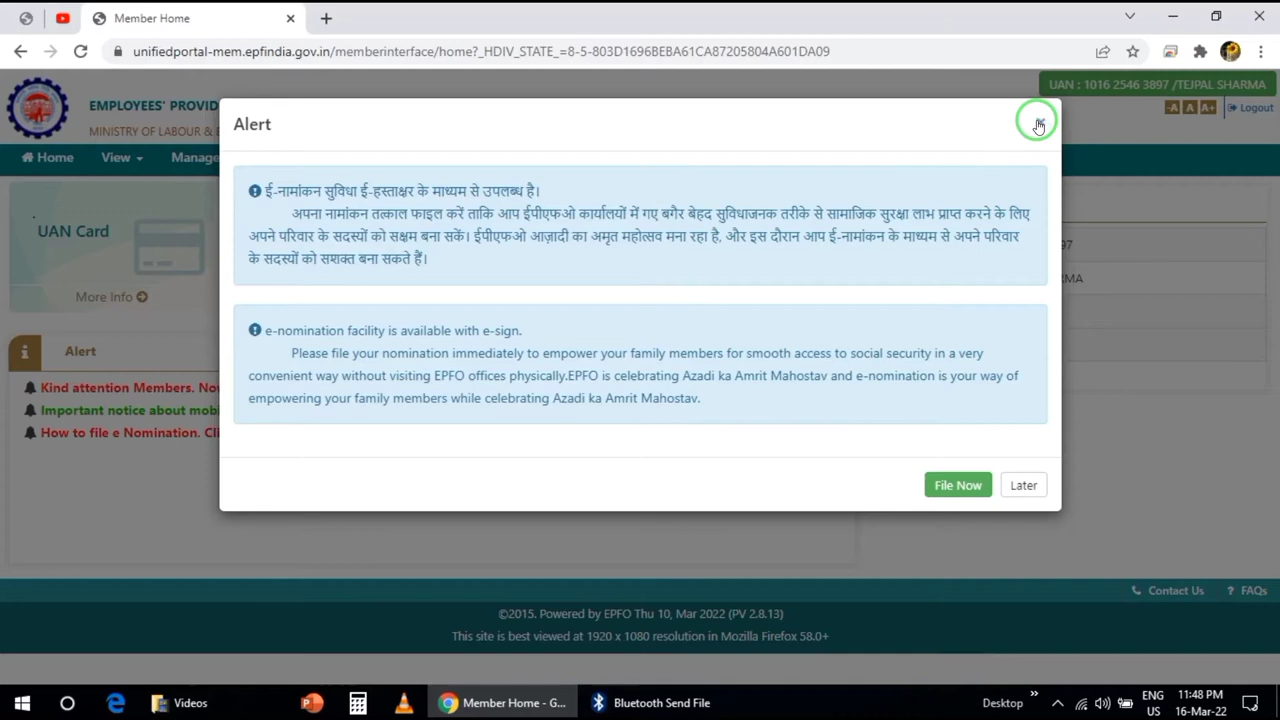 Member Home
unifiedportal-mem.epfindia.gov.in/memberinterface/home?_HDIV_STATE_=8-5-803D1696BEBA61CA87205804A601DA09
UAN : 1016 2546 3897 /TEJPAL SHARMA
EMPLOYEES' PROVID
MINISTRY OF LABOUR &
-A A A+ Logout
Home View Manage
Alert
ई-नामांकन सुविधा ई-हस्ताक्षर के माध्यम से उपलब्ध है।
अपना नामांकन तत्काल फाइल करें ताकि आप ईपीएफओ कार्यालयों में गए बगैर बेहद सुविधाजनक तरीके से सामाजिक सुरक्षा लाभ प्राप्त करने के लिए
अपने परिवार के सदस्यों को सक्षम बना सकें। ईपीएफओ आज़ादी का अमृत महोत्सव मना रहा है, और इस दौरान आप ई-नामांकन के माध्यम से अपने परिवार
के सदस्यों को सशक्त बना सकते हैं।
e-nomination facility is available with e-sign.
Please file your nomination immediately to empower your family members for smooth access to social security in a very
convenient way without visiting EPFO offices physically.EPFO is celebrating Azadi ka Amrit Mahostav and e-nomination is your way of
empowering your family members while celebrating Azadi ka Amrit Mahostav.
File Now Later
UAN Card
More Info
97
RMA
Alert
Kind attention Members. No
Important notice about mobi
How to file e Nomination. Cli
Contact Us ? FAQs
©2015. Powered by EPFO Thu 10, Mar 2022 (PV 2.8.13)
This site is best viewed at 1920 x 1080 resolution in Mozilla Firefox 58.0+
Videos
Member Home - G...
Bluetooth Send File
Desktop
ENG
US
11:48 PM
16-Mar-22